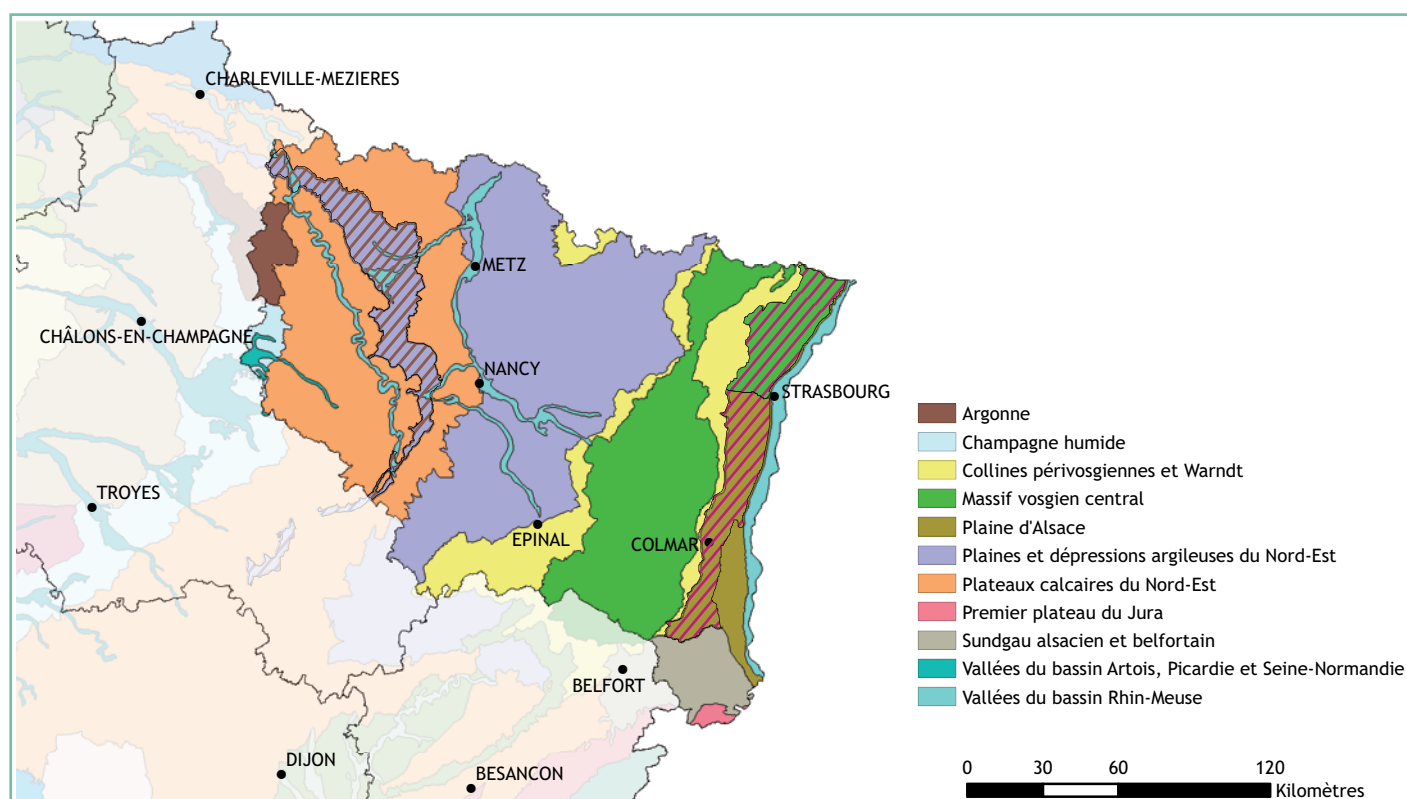 CHARLEVILLE-MEZIERES
METZ
CHÂLONS-EN-CHAMPAGNE
NANCY
STRASBOURG
TROYES
EPINAL
COLMAR
BELFORT
DIJON
BESANCON
Argonne
Champagne humide
Collines périvosgiennes et Warndt
Massif vosgien central
Plaine d'Alsace
Plaines et dépressions argileuses du Nord-Est
Plateaux calcaires du Nord-Est
Premier plateau du Jura
Sundgau alsacien et belfortain
Vallées du bassin Artois, Picardie et Seine-Normandie
Vallées du bassin Rhin-Meuse
0 30 60 120
Kilomètres